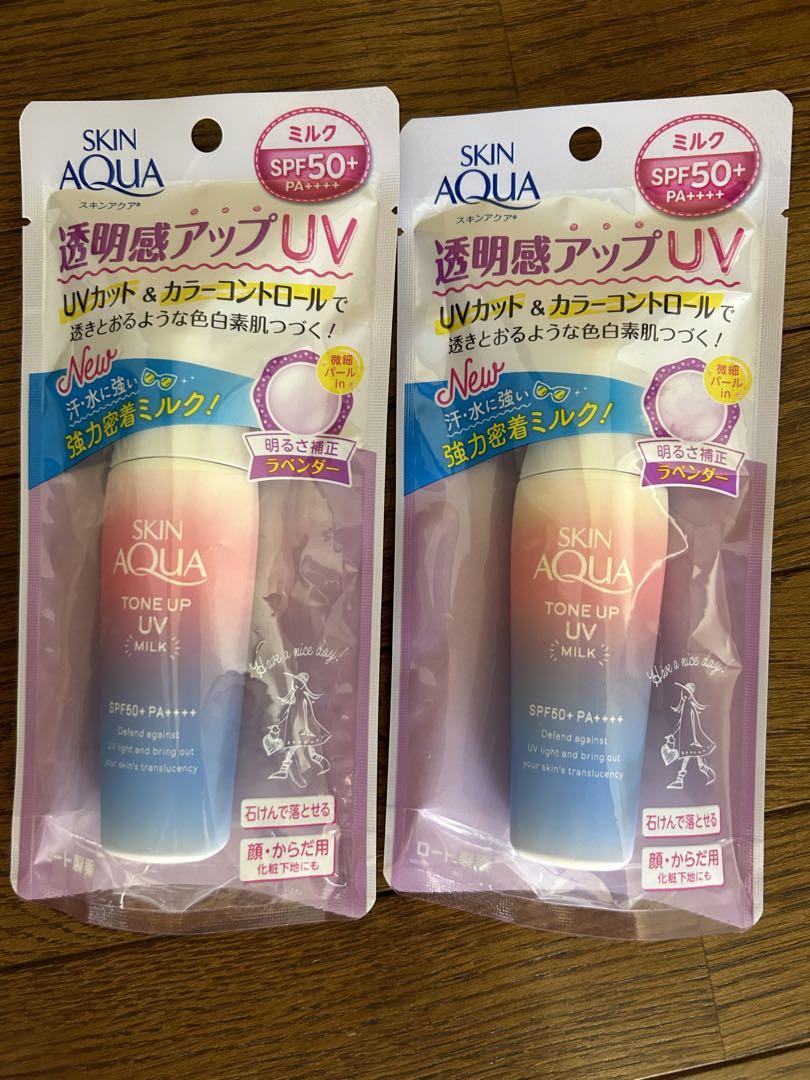 SKIN
AQUA
スキンアクア®
ミルク
SPF50+
PA++++
透明感アップUV
UVカット & カラーコントロールで
透きとおるような色白素肌つづく!
New
汗・水に強い
強力密着ミルク!
微細
パール
in
明るさ補正
ラベンダー
SKIN
AQUA
TONE UP
UV
MILK
SPF50+ PA++++
Defend against
UV light and bring out
your skin's translucency
Have a nice day!
石けんで落とせる
顔・からだ用
化粧下地にも
ロート製薬
SKIN
AQUA
スキンアクア®
ミルク
SPF50+
PA++++
透明感アップUV
UVカット & カラーコントロールで
透きとおるような色白素肌つづく!
New
汗・水に強い
強力密着ミルク!
微細
パール
in
明るさ補正
ラベンダー
SKIN
AQUA
TONE UP
UV
MILK
SPF50+ PA++++
Defend against
UV light and bring out
your skin's translucency
Have a nice day!
石けんで落とせる
顔・からだ用
化粧下地にも
ロート製薬